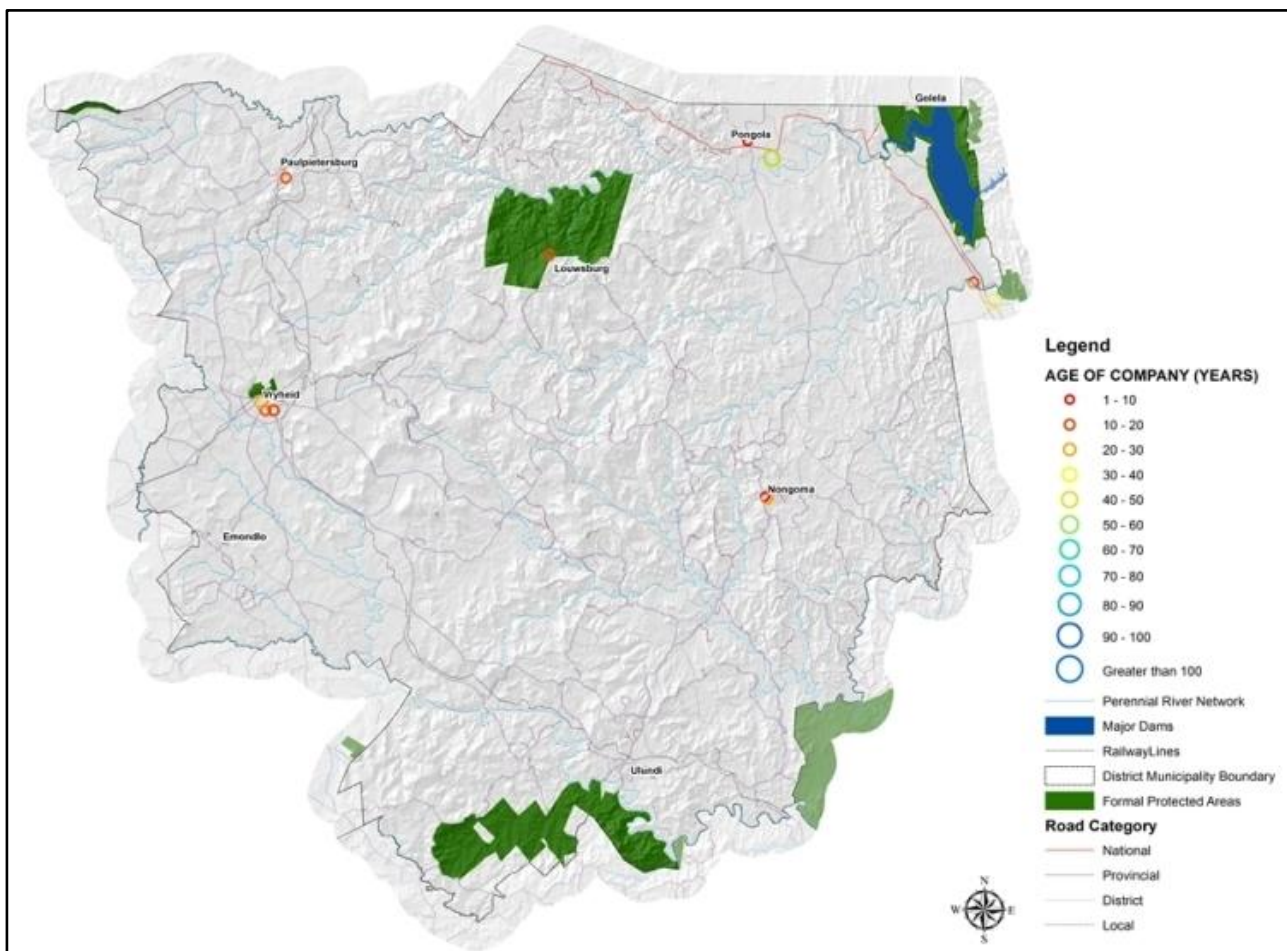 Golela
Pongola
Paulpietersburg
Louwsburg
Vryheid
Nongoma
Emondlo
Ulundi
Legend
AGE OF COMPANY (YEARS)
1 - 10
10 - 20
20 - 30
30 - 40
40 - 50
50 - 60
60 - 70
70 - 80
80 - 90
90 - 100
Greater than 100
Perennial River Network
Major Dams
RailwayLines
District Municipality Boundary
Formal Protected Areas
Road Category
National
Provincial
District
Local
N
W E
S